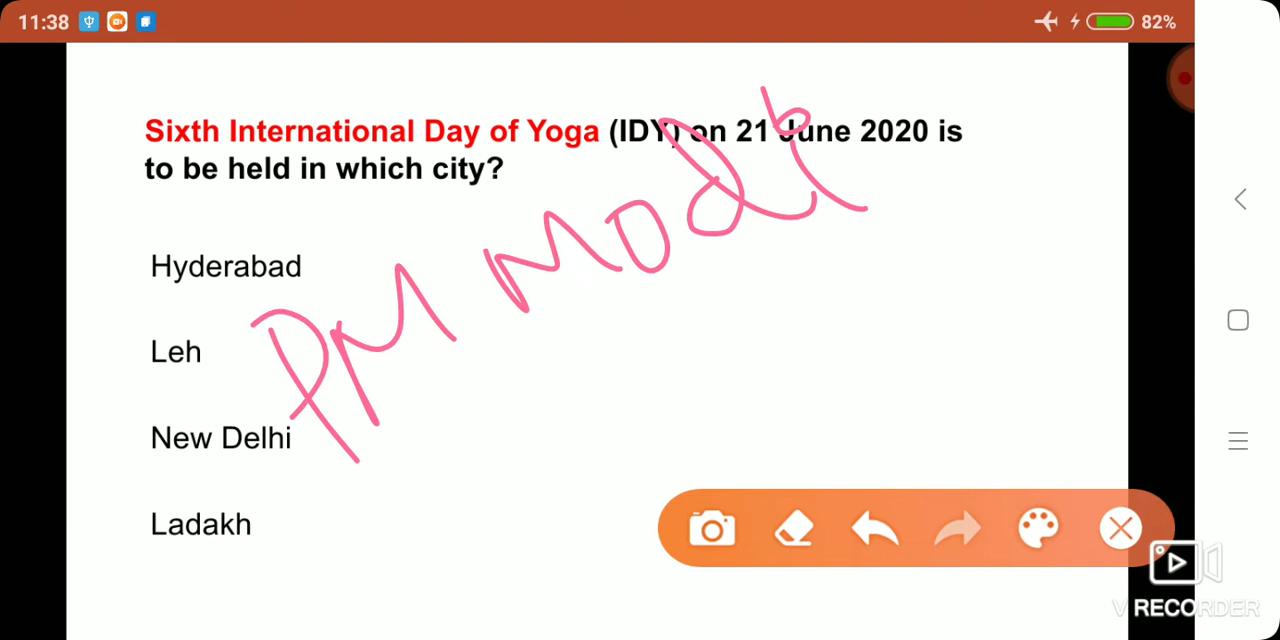 11:38 82%
Sixth International Day of Yoga (IDY) on 21 June 2020 is
to be held in which city?
Hyderabad
PM Modi
Leh
New Delhi
Ladakh
V RECORDER